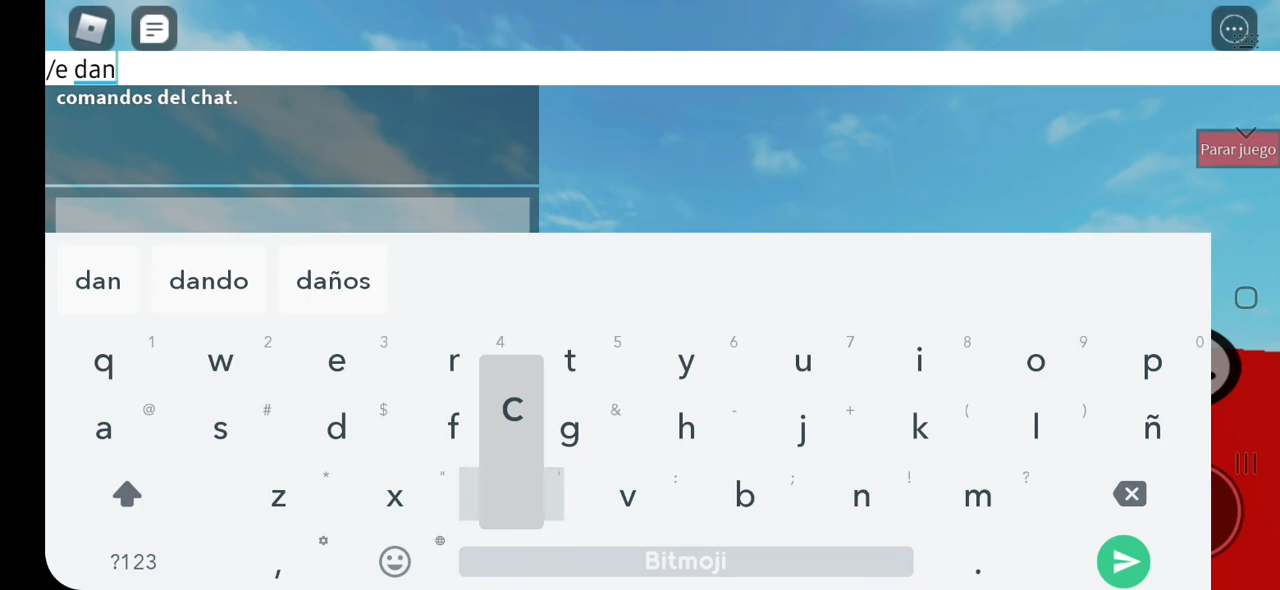 /e dan
comandos del chat.
Parar juego
dan dando daños
1 2 3 4 5 6 7 8 9 0
q w e r t y u i o p
@ # $ & - + ( )
a s d f C g h j k l ñ
* " ' : ; ! ?
z x v b n m
?123 , Bitmoji .